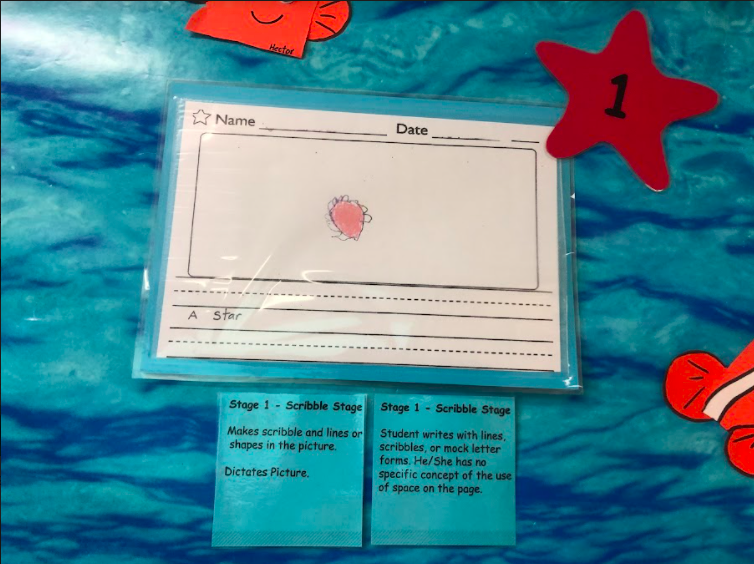 Hector
1
Name Date
A Star
Stage 1 - Scribble Stage
Makes scribble and lines or
shapes in the picture.
Dictates Picture.
Stage 1 - Scribble Stage
Student writes with lines,
scribbles, or mock letter
forms. He/She has no
specific concept of the use
of space on the page.